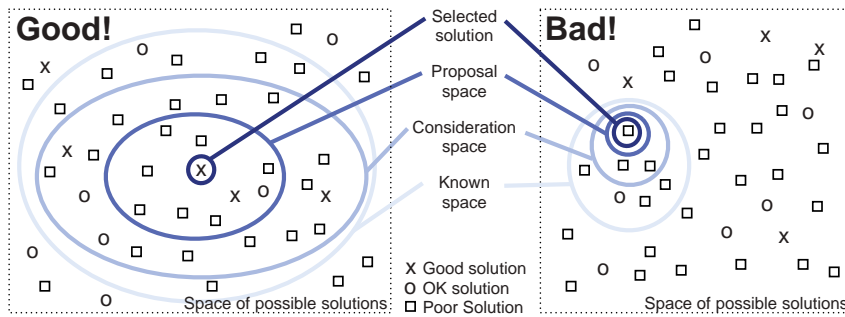 Good!
Selected
solution
Proposal
space
Consideration
space
Known
space
X Good solution
O OK solution
Poor Solution
Space of possible solutions
Bad!
Space of possible solutions